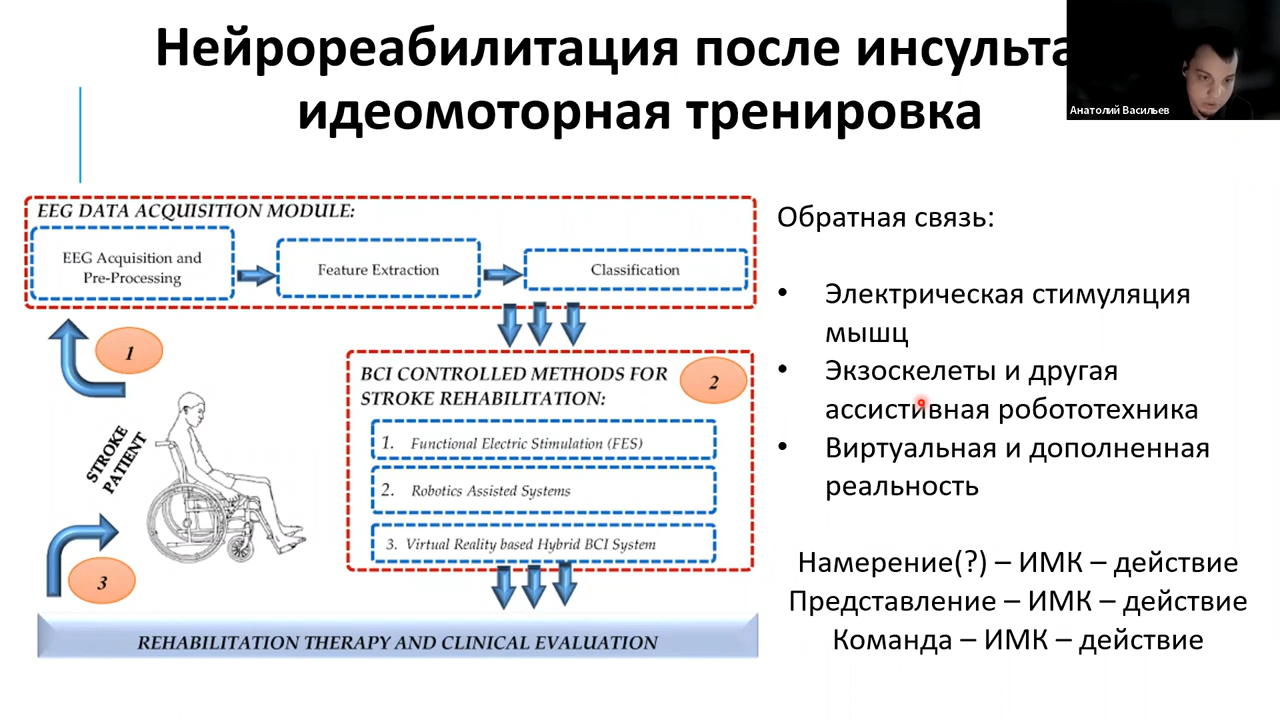 Нейрореабилитация после инсульта
идеомоторная тренировка
Анатолий Васильев
EEG DATA ACQUISITION MODULE:
EEG Acquisition and
Pre-Processing
Feature Extraction
Classification
1
STROKE
PATIENT
2
BCI CONTROLLED METHODS FOR
STROKE REHABILITATION:
1. Functional Electric Stimulation (FES)
2. Robotics Assisted Systems
3. Virtual Reality based Hybrid BCI System
3
REHABILITATION THERAPY AND CLINICAL EVALUATION
Обратная связь:
• Электрическая стимуляция
мышц
• Экзоскелеты и другая
ассистивная робототехника
• Виртуальная и дополненная
реальность
Намерение(?) – ИМК – действие
Представление – ИМК – действие
Команда – ИМК – действие